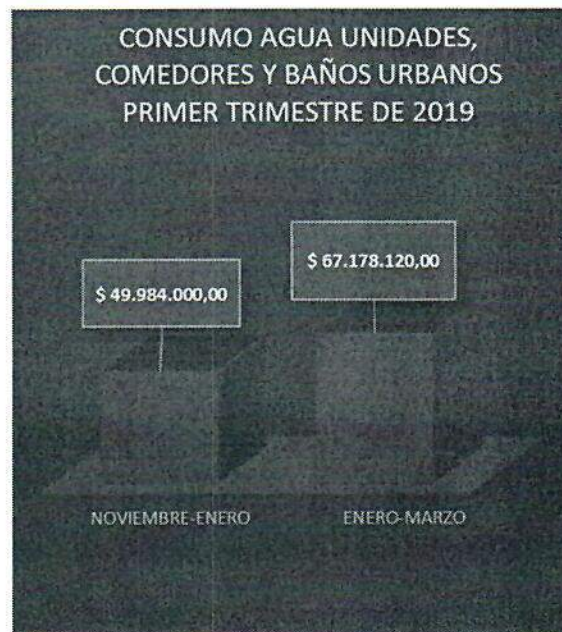 CONSUMO AGUA UNIDADES,
COMEDORES Y BAÑOS URBANOS
PRIMER TRIMESTRE DE 2019
$ 67.178.120,00
$ 49.984.000,00
NOVIEMBRE-ENERO
ENERO-MARZO